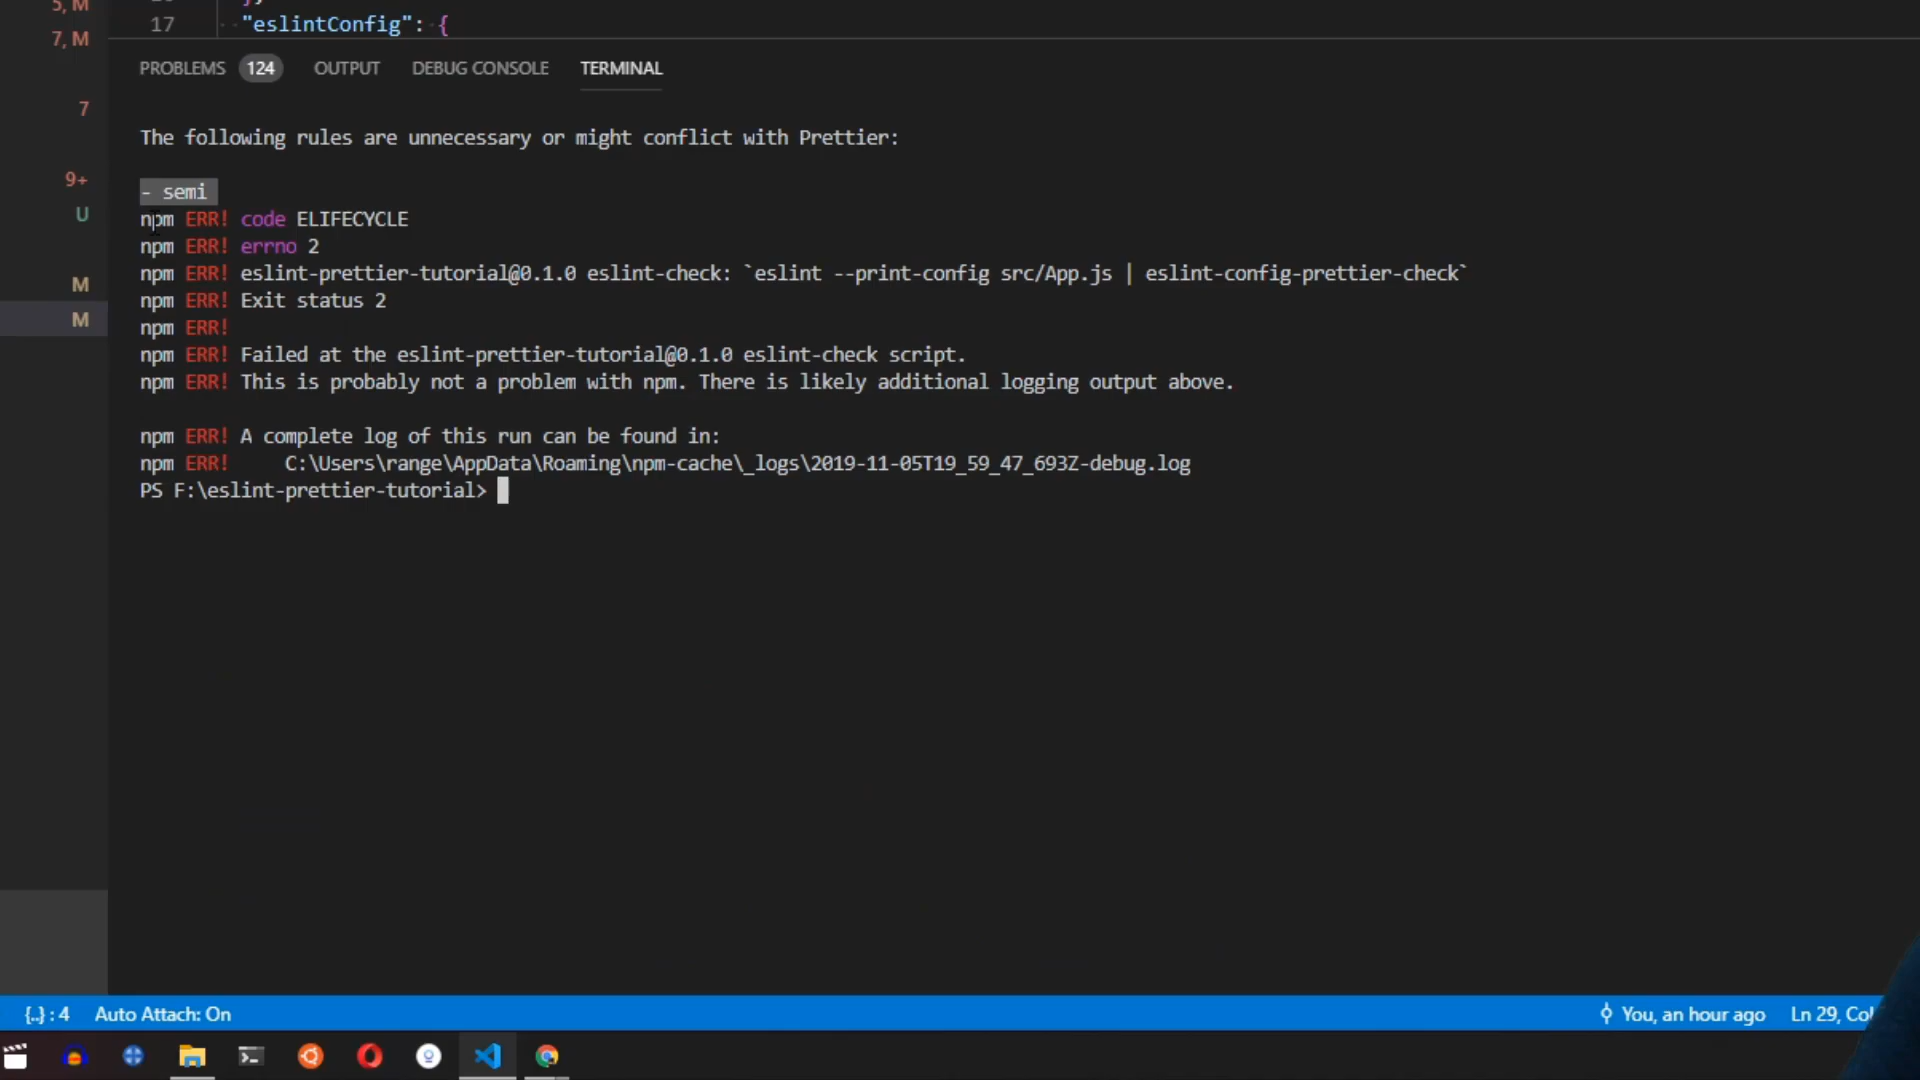 5, M
17 "eslintConfig": {
7, M
PROBLEMS 124 OUTPUT DEBUG CONSOLE TERMINAL
7
The following rules are unnecessary or might conflict with Prettier:
9+
- semi
U
npm ERR! code ELIFECYCLE
npm ERR! errno 2
npm ERR! eslint-prettier-tutorial@0.1.0 eslint-check: `eslint --print-config src/App.js | eslint-config-prettier-check`
M
npm ERR! Exit status 2
M
npm ERR!
npm ERR! Failed at the eslint-prettier-tutorial@0.1.0 eslint-check script.
npm ERR! This is probably not a problem with npm. There is likely additional logging output above.
npm ERR! A complete log of this run can be found in:
npm ERR! C:\Users\range\AppData\Roaming\npm-cache\_logs\2019-11-05T19_59_47_693Z-debug.log
PS F:\eslint-prettier-tutorial>
{..} : 4 Auto Attach: On You, an hour ago Ln 29, Col